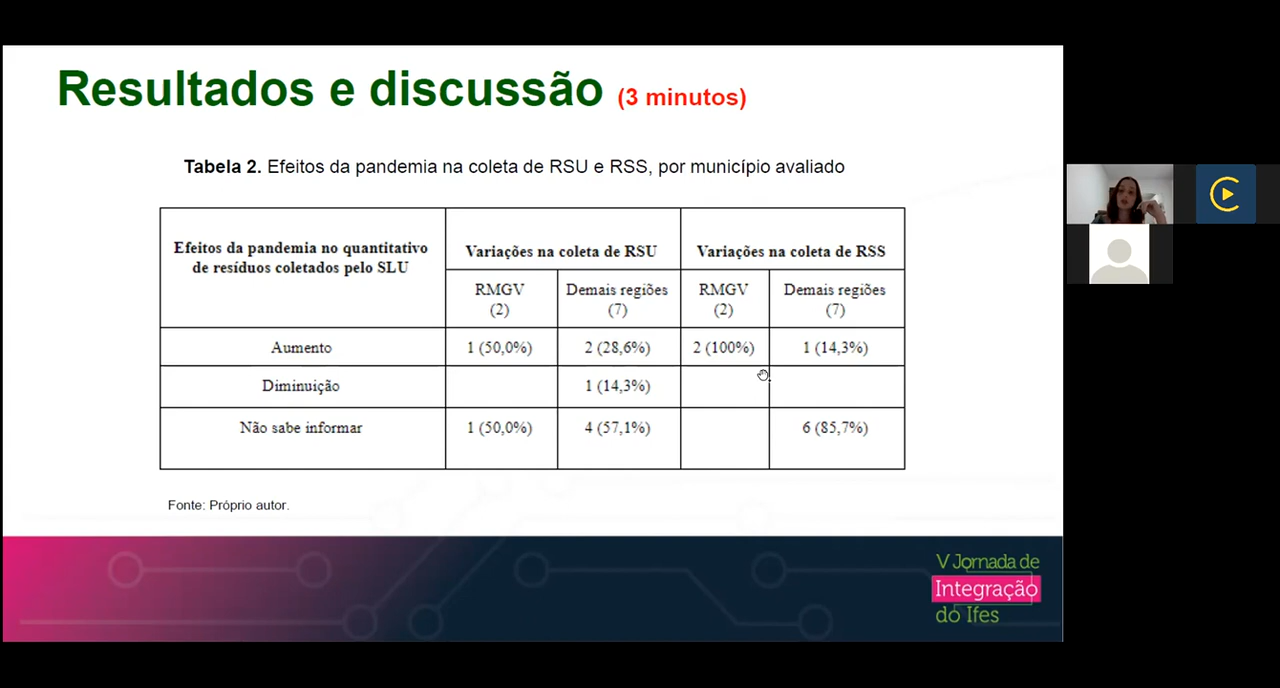 Resultados e discussão (3 minutos)
Tabela 2. Efeitos da pandemia na coleta de RSU e RSS, por município avaliado
Efeitos da pandemia no quantitativo
de resíduos coletados pelo SLU
Variações na coleta de RSU
Variações na coleta de RSS
RMGV
(2)
Demais regiões
(7)
RMGV
(2)
Demais regiões
(7)
Aumento
1 (50,0%)
2 (28,6%)
2 (100%)
1 (14,3%)
Diminuição
1 (14,3%)
Não sabe informar
1 (50,0%)
4 (57,1%)
6 (85,7%)
Fonte: Próprio autor.
V Jornada de
Integração
do Ifes